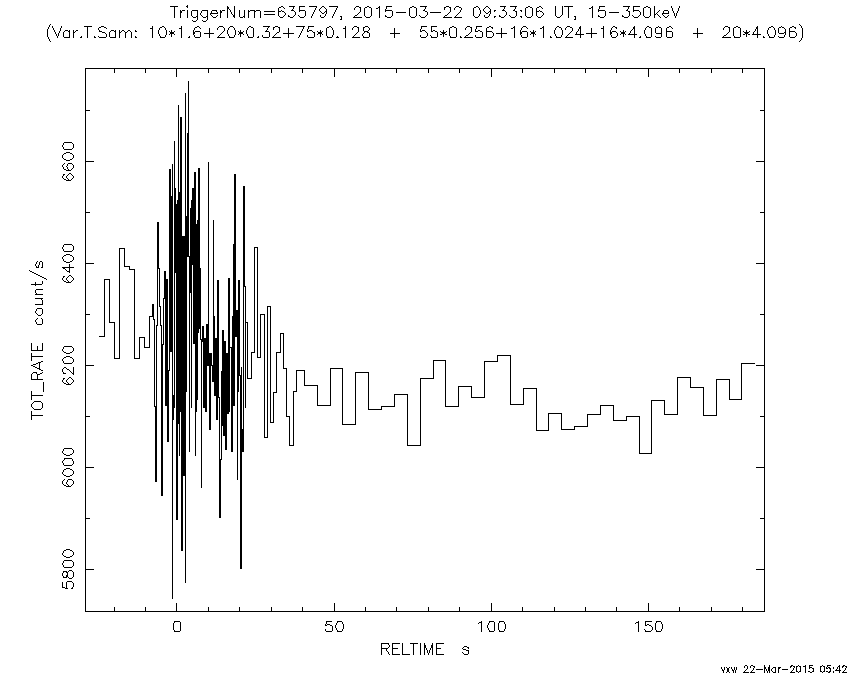 TriggerNum=635797, 2015-03-22 09:33:06 UT, 15-350keV
(Var.T.Sam: 10*1.6+20*0.32+75*0.128 + 55*0.256+16*1.024+16*4.096 + 20*4.096)
TOT_RATE count/s
6600
6400
6200
6000
5800
0 50 100 150
RELTIME s
vxw 22-Mar-2015 05:42